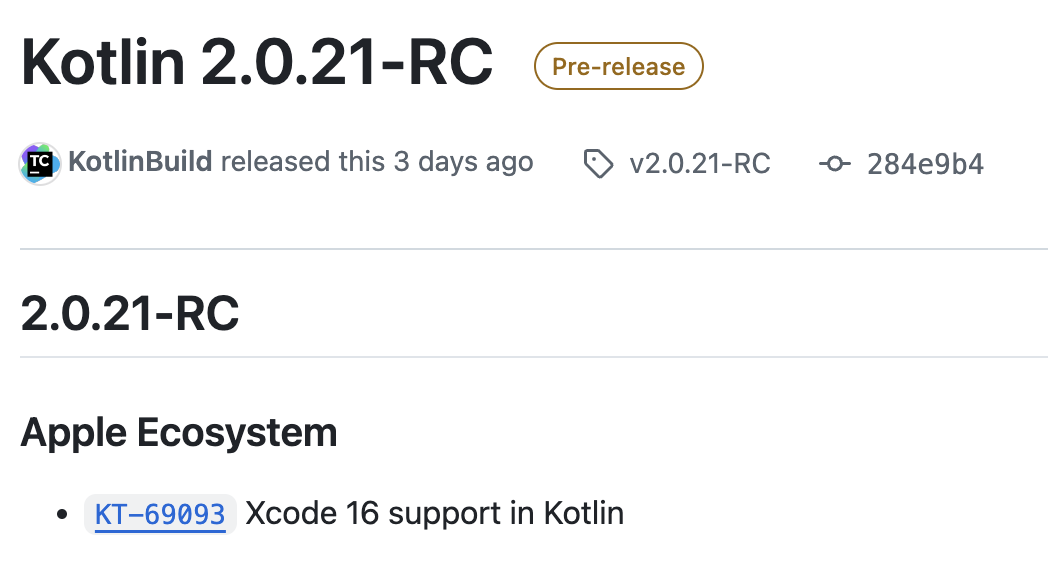 Kotlin 2.0.21-RC Pre-release
TC KotlinBuild released this 3 days ago v2.0.21-RC 284e9b4
2.0.21-RC
Apple Ecosystem
• KT-69093 Xcode 16 support in Kotlin